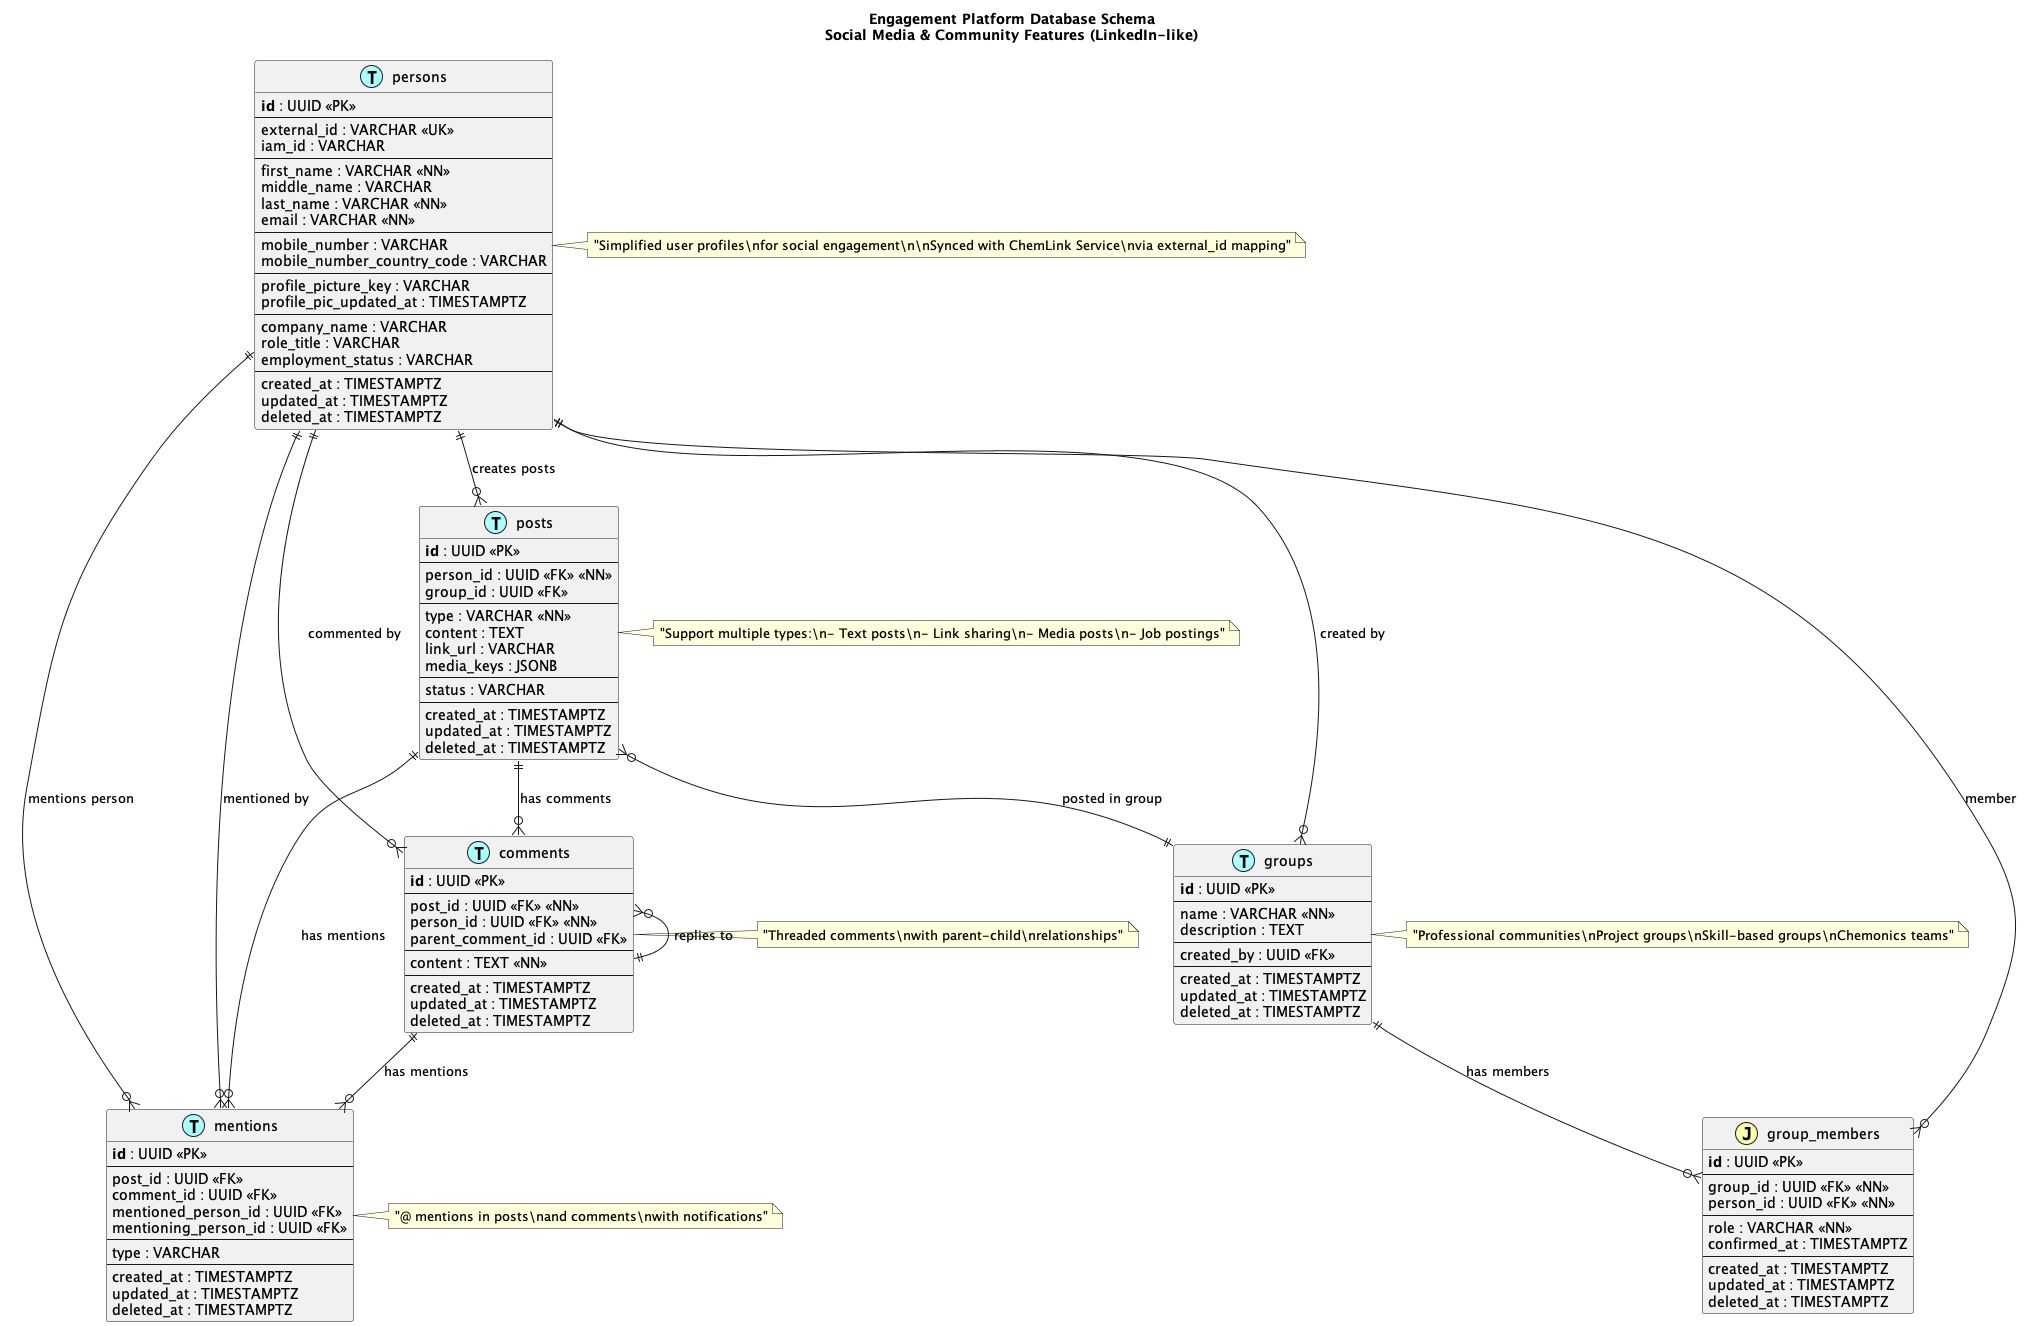 Engagement Platform Database Schema
Social Media & Community Features (LinkedIn-like)
T persons
id : UUID «PK»
external_id : VARCHAR «UK»
iam_id : VARCHAR
first_name : VARCHAR «NN»
middle_name : VARCHAR
last_name : VARCHAR «NN»
email : VARCHAR «NN»
mobile_number : VARCHAR
mobile_number_country_code : VARCHAR
profile_picture_key : VARCHAR
profile_pic_updated_at : TIMESTAMPTZ
company_name : VARCHAR
role_title : VARCHAR
employment_status : VARCHAR
created_at : TIMESTAMPTZ
updated_at : TIMESTAMPTZ
deleted_at : TIMESTAMPTZ
"Simplified user profiles\nfor social engagement\n\nSynced with ChemLink Service\nvia external_id mapping"
creates posts
T posts
id : UUID «PK»
person_id : UUID «FK» «NN»
group_id : UUID «FK»
type : VARCHAR «NN»
content : TEXT
link_url : VARCHAR
media_keys : JSONB
status : VARCHAR
created_at : TIMESTAMPTZ
updated_at : TIMESTAMPTZ
deleted_at : TIMESTAMPTZ
"Support multiple types:\n- Text posts\n- Link sharing\n- Media posts\n- Job postings"
commented by
created by
mentions person
mentioned by
has comments
posted in group
member
T comments
id : UUID «PK»
post_id : UUID «FK» «NN»
person_id : UUID «FK» «NN»
parent_comment_id : UUID «FK»
content : TEXT «NN»
created_at : TIMESTAMPTZ
updated_at : TIMESTAMPTZ
deleted_at : TIMESTAMPTZ
replies to
"Threaded comments\nwith parent-child\nrelationships"
T groups
id : UUID «PK»
name : VARCHAR «NN»
description : TEXT
created_by : UUID «FK»
created_at : TIMESTAMPTZ
updated_at : TIMESTAMPTZ
deleted_at : TIMESTAMPTZ
"Professional communities\nProject groups\nSkill-based groups\nChemonics teams"
has mentions
has mentions
has members
T mentions
id : UUID «PK»
post_id : UUID «FK»
comment_id : UUID «FK»
mentioned_person_id : UUID «FK»
mentioning_person_id : UUID «FK»
type : VARCHAR
created_at : TIMESTAMPTZ
updated_at : TIMESTAMPTZ
deleted_at : TIMESTAMPTZ
"@ mentions in posts\nand comments\nwith notifications"
J group_members
id : UUID «PK»
group_id : UUID «FK» «NN»
person_id : UUID «FK» «NN»
role : VARCHAR «NN»
confirmed_at : TIMESTAMPTZ
created_at : TIMESTAMPTZ
updated_at : TIMESTAMPTZ
deleted_at : TIMESTAMPTZ